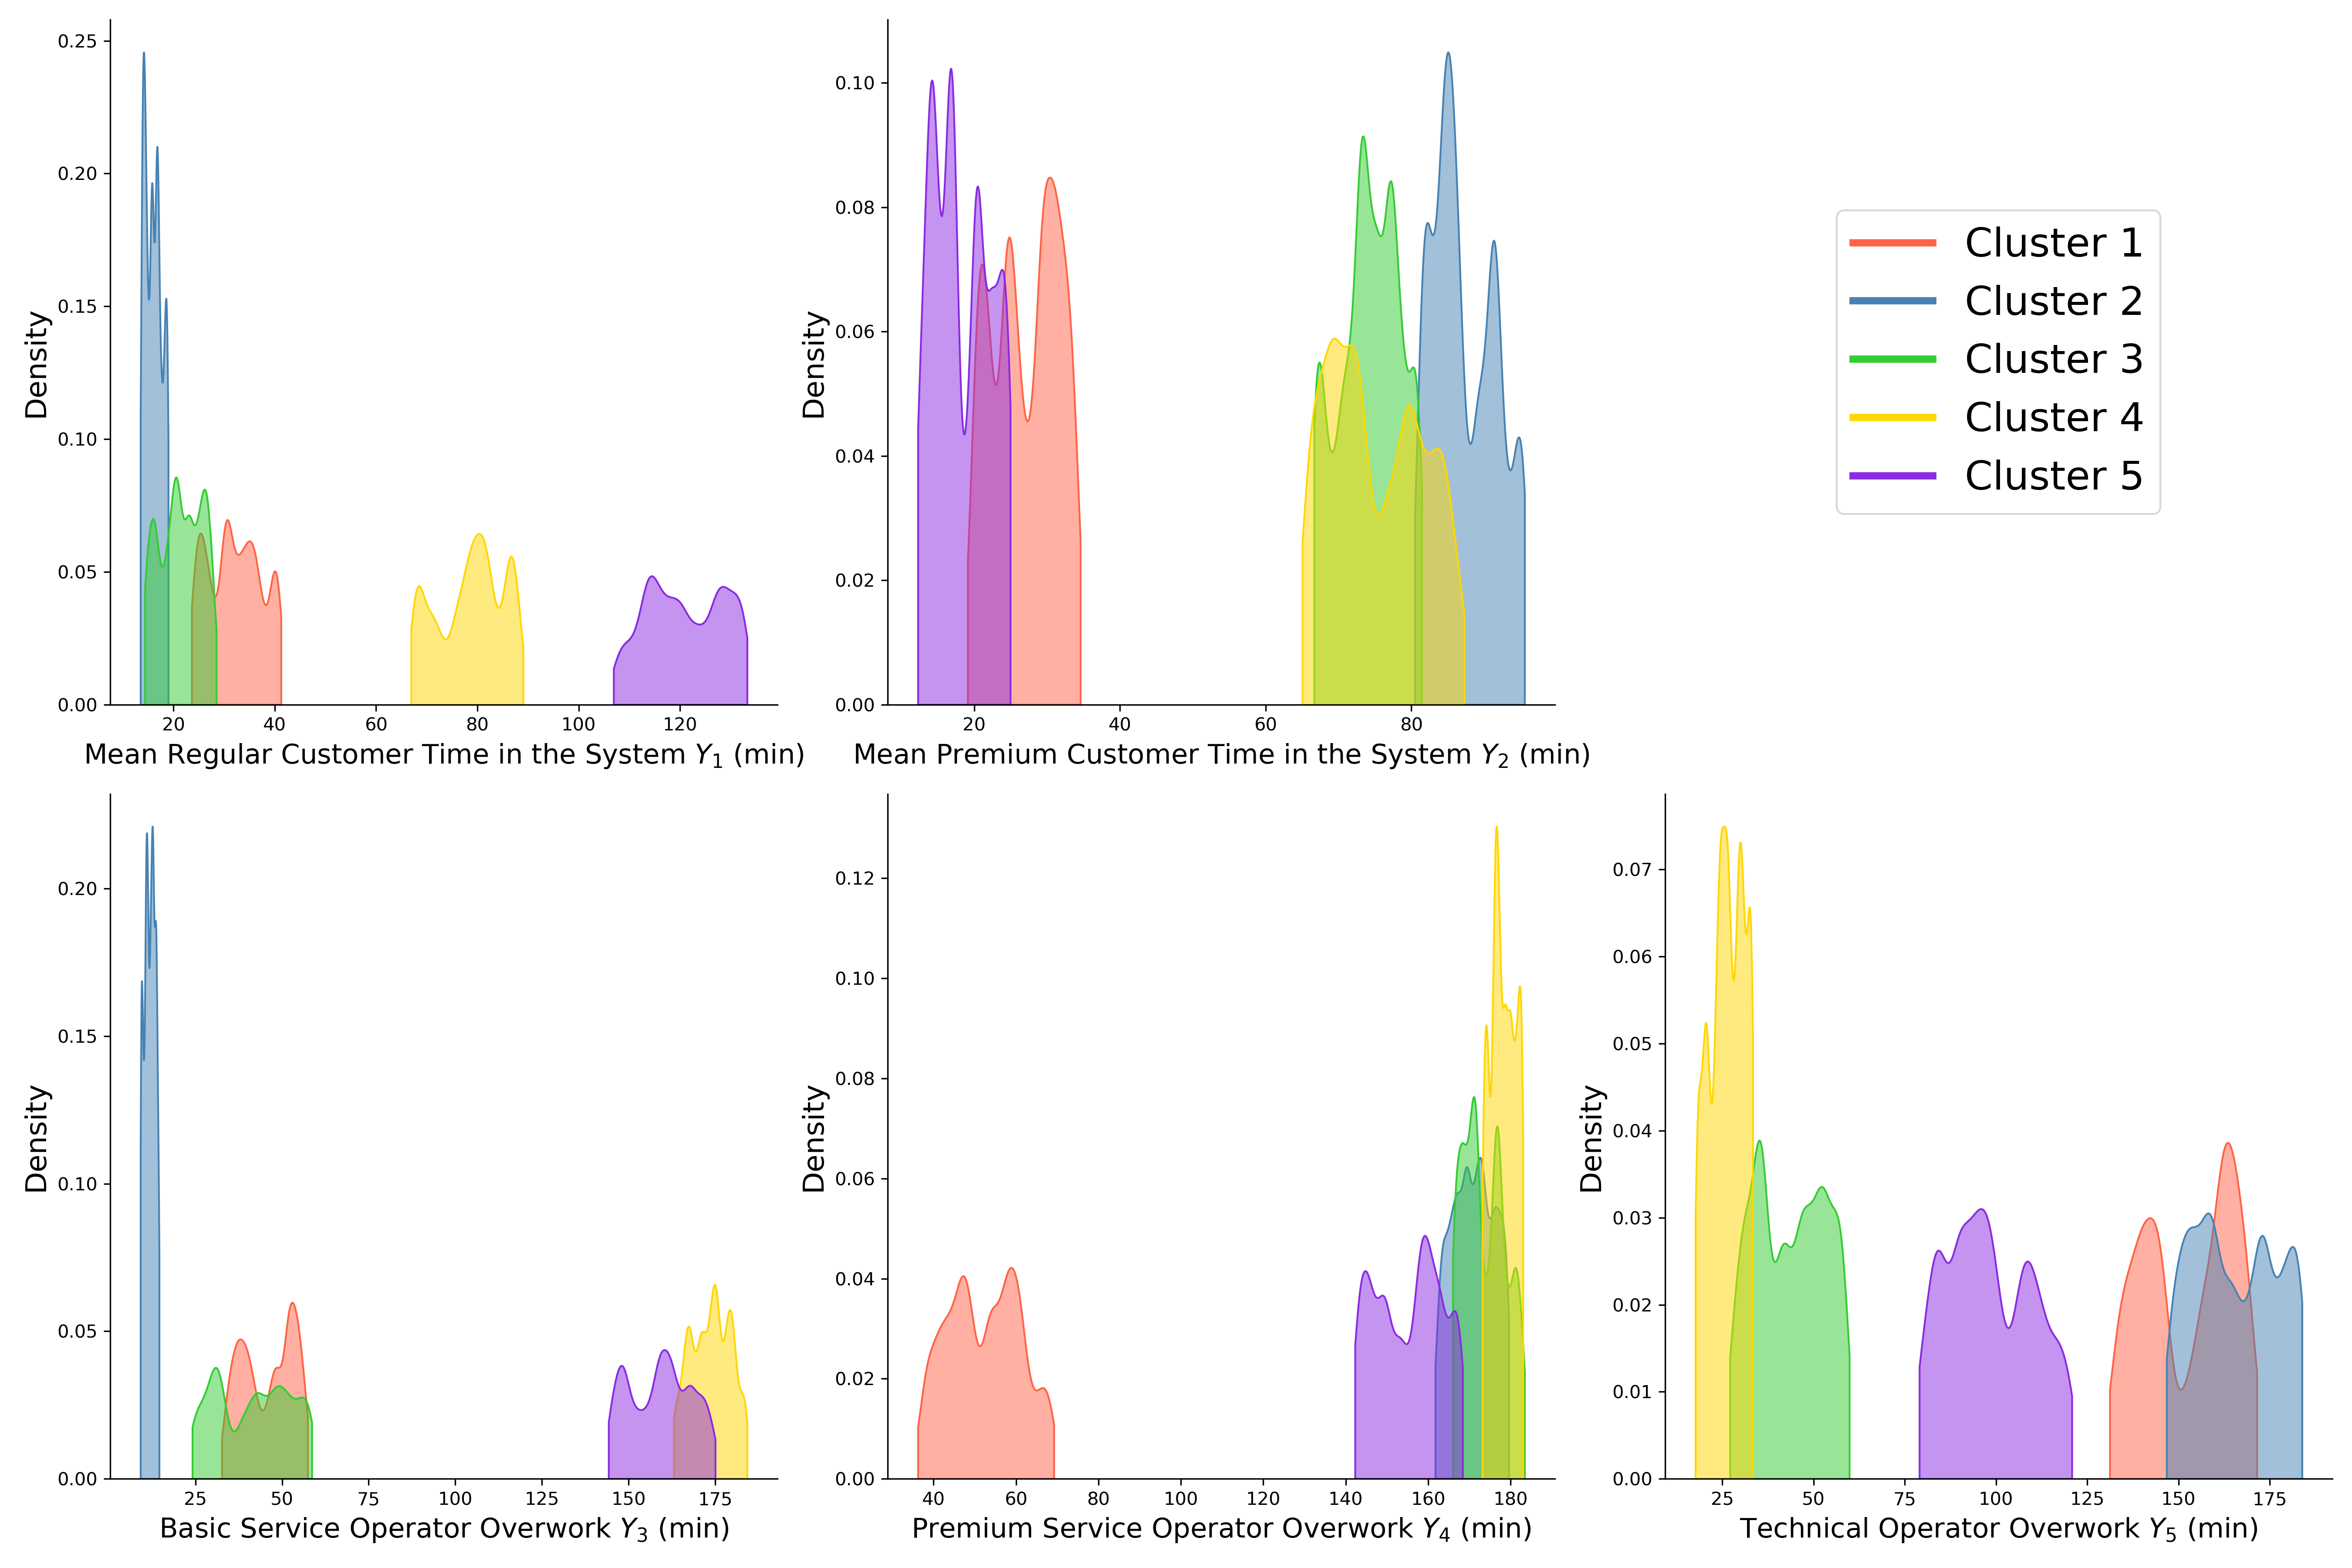 0.25
0.20
0.15
0.10
0.05
0.00
Density
20 40 60 80 100 120
Mean Regular Customer Time in the System Y1 (min)
0.10
0.08
0.06
0.04
0.02
0.00
Density
20 40 60 80
Mean Premium Customer Time in the System Y2 (min)
Cluster 1
Cluster 2
Cluster 3
Cluster 4
Cluster 5
0.20
0.15
0.10
0.05
0.00
Density
25 50 75 100 125 150 175
Basic Service Operator Overwork Y3 (min)
0.12
0.10
0.08
0.06
0.04
0.02
0.00
Density
40 60 80 100 120 140 160 180
Premium Service Operator Overwork Y4 (min)
0.07
0.06
0.05
0.04
0.03
0.02
0.01
0.00
Density
25 50 75 100 125 150 175
Technical Operator Overwork Y5 (min)